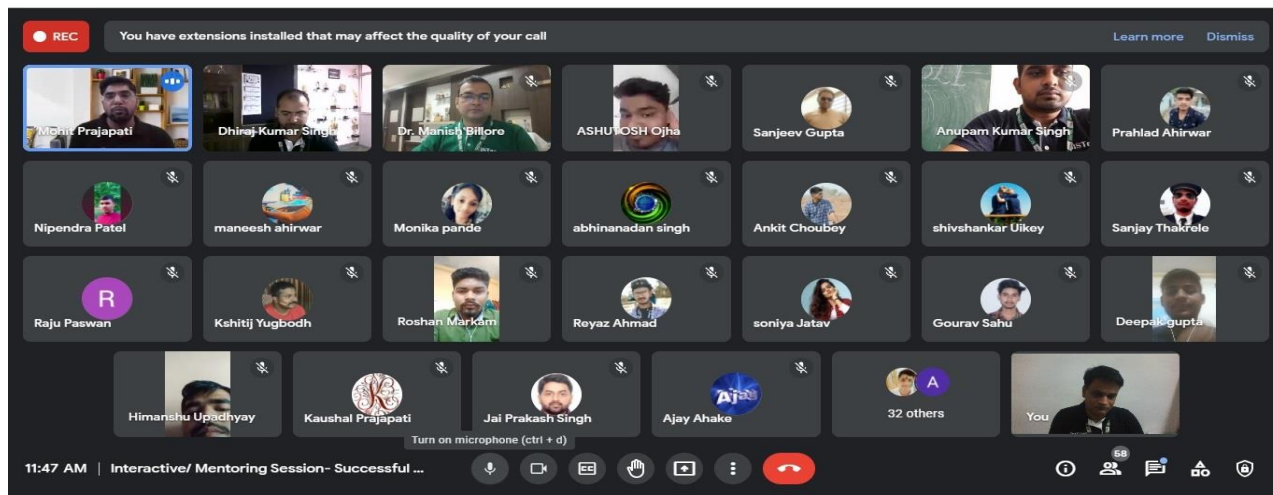 REC You have extensions installed that may affect the quality of your call Learn more Dismiss
Mohit Prajapati Dhiraj Kumar Singh Dr. Manish Billore ASHUTOSH Ojha Sanjeev Gupta Anupam Kumar Singh Prahlad Ahirwar
Nipendra Patel maneesh ahirwar Monika pande abhinanadan singh Ankit Choubey shivshankar Uikey Sanjay Thakrele
R
Raju Paswan Kshitij Yugbodh Roshan Markam Reyaz Ahmad soniya Jatav Gourav Sahu Deepak gupta
K Ajay A
Himanshu Upadhyay Kaushal Prajapati Jai Prakash Singh Ajay Ahake 32 others You
Turn on microphone (ctrl + d)
58
11:47 AM | Interactive/ Mentoring Session- Successful ... CC